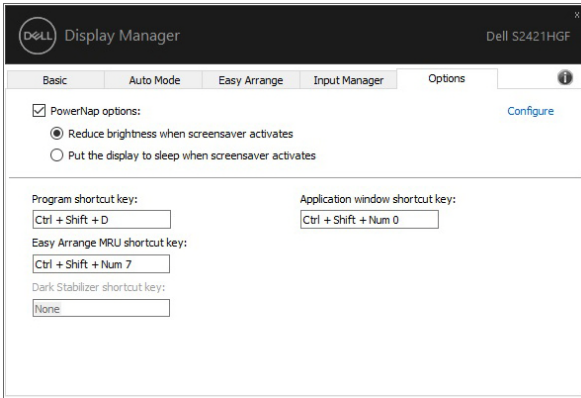 x
DELL Display Manager
Dell S2421HGF
Basic Auto Mode Easy Arrange Input Manager Options i
PowerNap options: Configure
Reduce brightness when screensaver activates
Put the display to sleep when screensaver activates
Program shortcut key: Application window shortcut key:
Ctrl + Shift + D Ctrl + Shift + Num 0
Easy Arrange MRU shortcut key:
Ctrl + Shift + Num 7
Dark Stabilizer shortcut key:
None